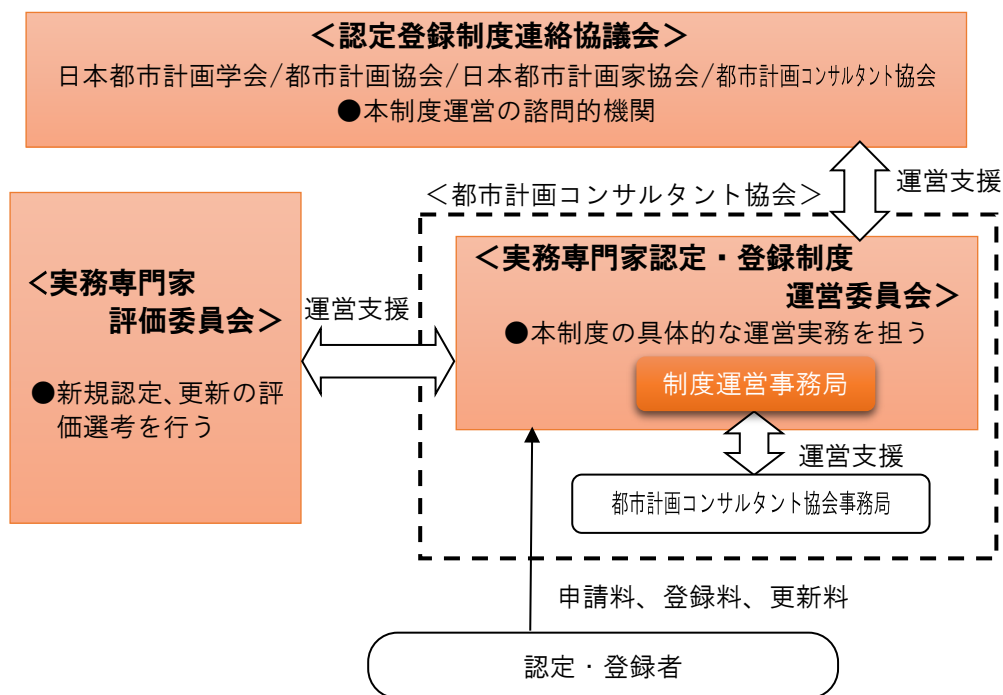 ＜認定登録制度連絡協議会＞
日本都市計画学会/都市計画協会/日本都市計画家協会/都市計画コンサルタント協会
●本制度運営の諮問的機関
運営支援
＜都市計画コンサルタント協会＞
＜実務専門家
評価委員会＞
●新規認定、更新の評
価選考を行う
運営支援
＜実務専門家認定・登録制度
運営委員会＞
●本制度の具体的な運営実務を担う
制度運営事務局
運営支援
都市計画コンサルタント協会事務局
申請料、登録料、更新料
認定・登録者